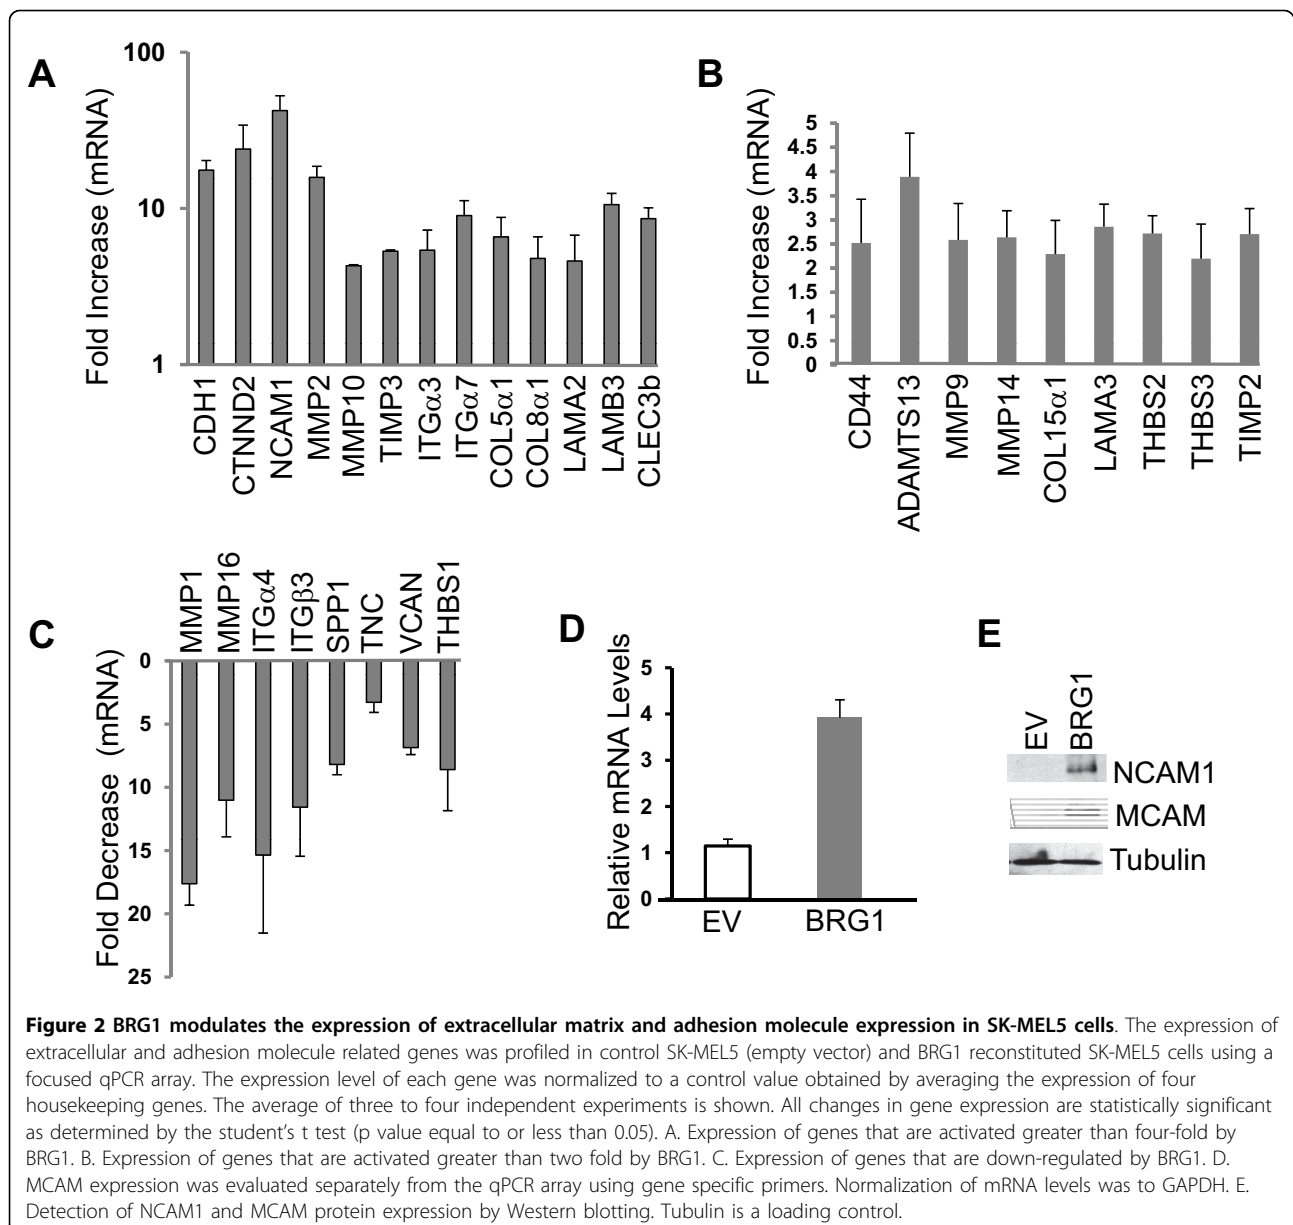 A
Fold Increase (mRNA)
100
10
1
CDH1
CTNND2
NCAM1
MMP2
MMP10
TIMP3
ITGα3
ITGα7
COL5α1
COL8α1
LAMA2
LAMB3
CLEC3b
B
Fold Increase (mRNA)
5
4.5
4
3.5
3
2.5
2
1.5
1
0.5
0
CD44
ADAMTS13
MMP9
MMP14
COL15α1
LAMA3
THBS2
THBS3
TIMP2
C
MMP1
MMP16
ITGα4
ITGβ3
SPP1
TNC
VCAN
THBS1
Fold Decrease (mRNA)
0
5
10
15
20
25
D
Relative mRNA Levels
5
4
3
2
1
0
EV
BRG1
E
EV
BRG1
NCAM1
MCAM
Tubulin
Figure 2 BRG1 modulates the expression of extracellular matrix and adhesion molecule expression in SK-MEL5 cells. The expression of
extracellular and adhesion molecule related genes was profiled in control SK-MEL5 (empty vector) and BRG1 reconstituted SK-MEL5 cells using a
focused qPCR array. The expression level of each gene was normalized to a control value obtained by averaging the expression of four
housekeeping genes. The average of three to four independent experiments is shown. All changes in gene expression are statistically significant
as determined by the student's t test (p value equal to or less than 0.05). A. Expression of genes that are activated greater than four-fold by
BRG1. B. Expression of genes that are activated greater than two fold by BRG1. C. Expression of genes that are down-regulated by BRG1. D.
MCAM expression was evaluated separately from the qPCR array using gene specific primers. Normalization of mRNA levels was to GAPDH. E.
Detection of NCAM1 and MCAM protein expression by Western blotting. Tubulin is a loading control.